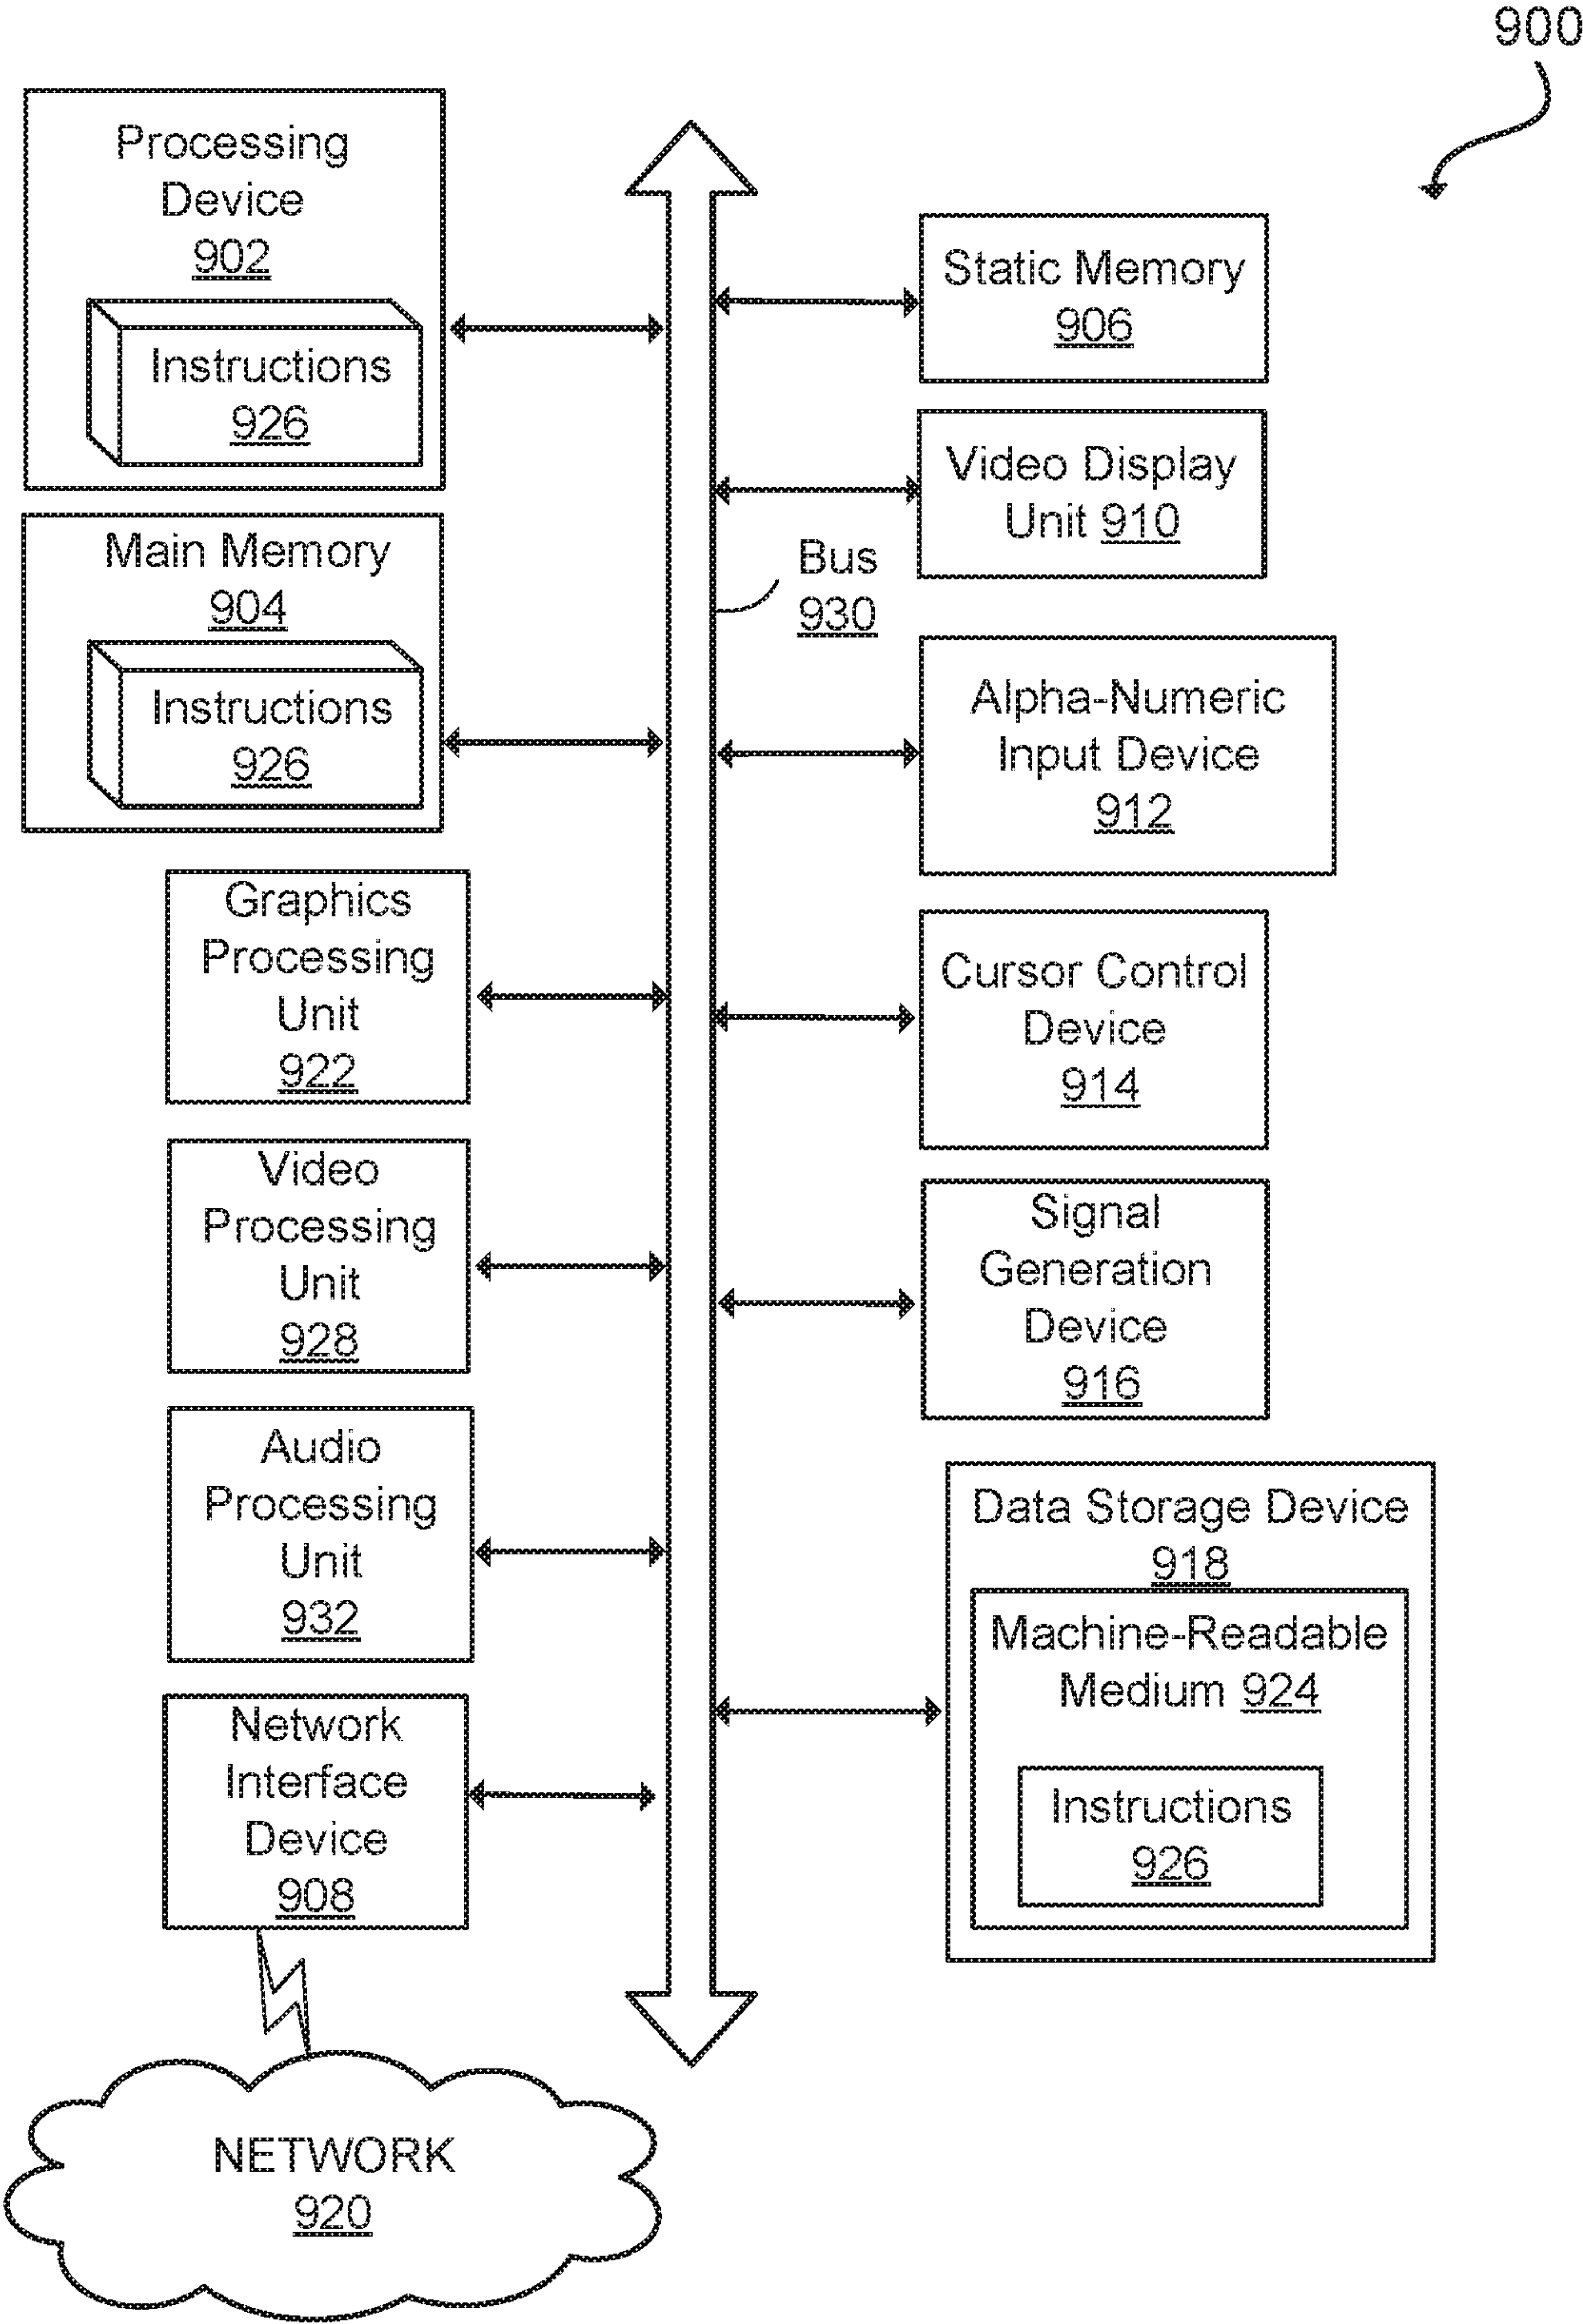 900
Processing
Device
902
Instructions
926
Main Memory
904
Instructions
926
Graphics
Processing
Unit
922
Video
Processing
Unit
928
Audio
Processing
Unit
932
Network
Interface
Device
908
NETWORK
920
Bus
930
Static Memory
906
Video Display
Unit 910
Alpha-Numeric
Input Device
912
Cursor Control
Device
914
Signal
Generation
Device
916
Data Storage Device
918
Machine-Readable
Medium 924
Instructions
926